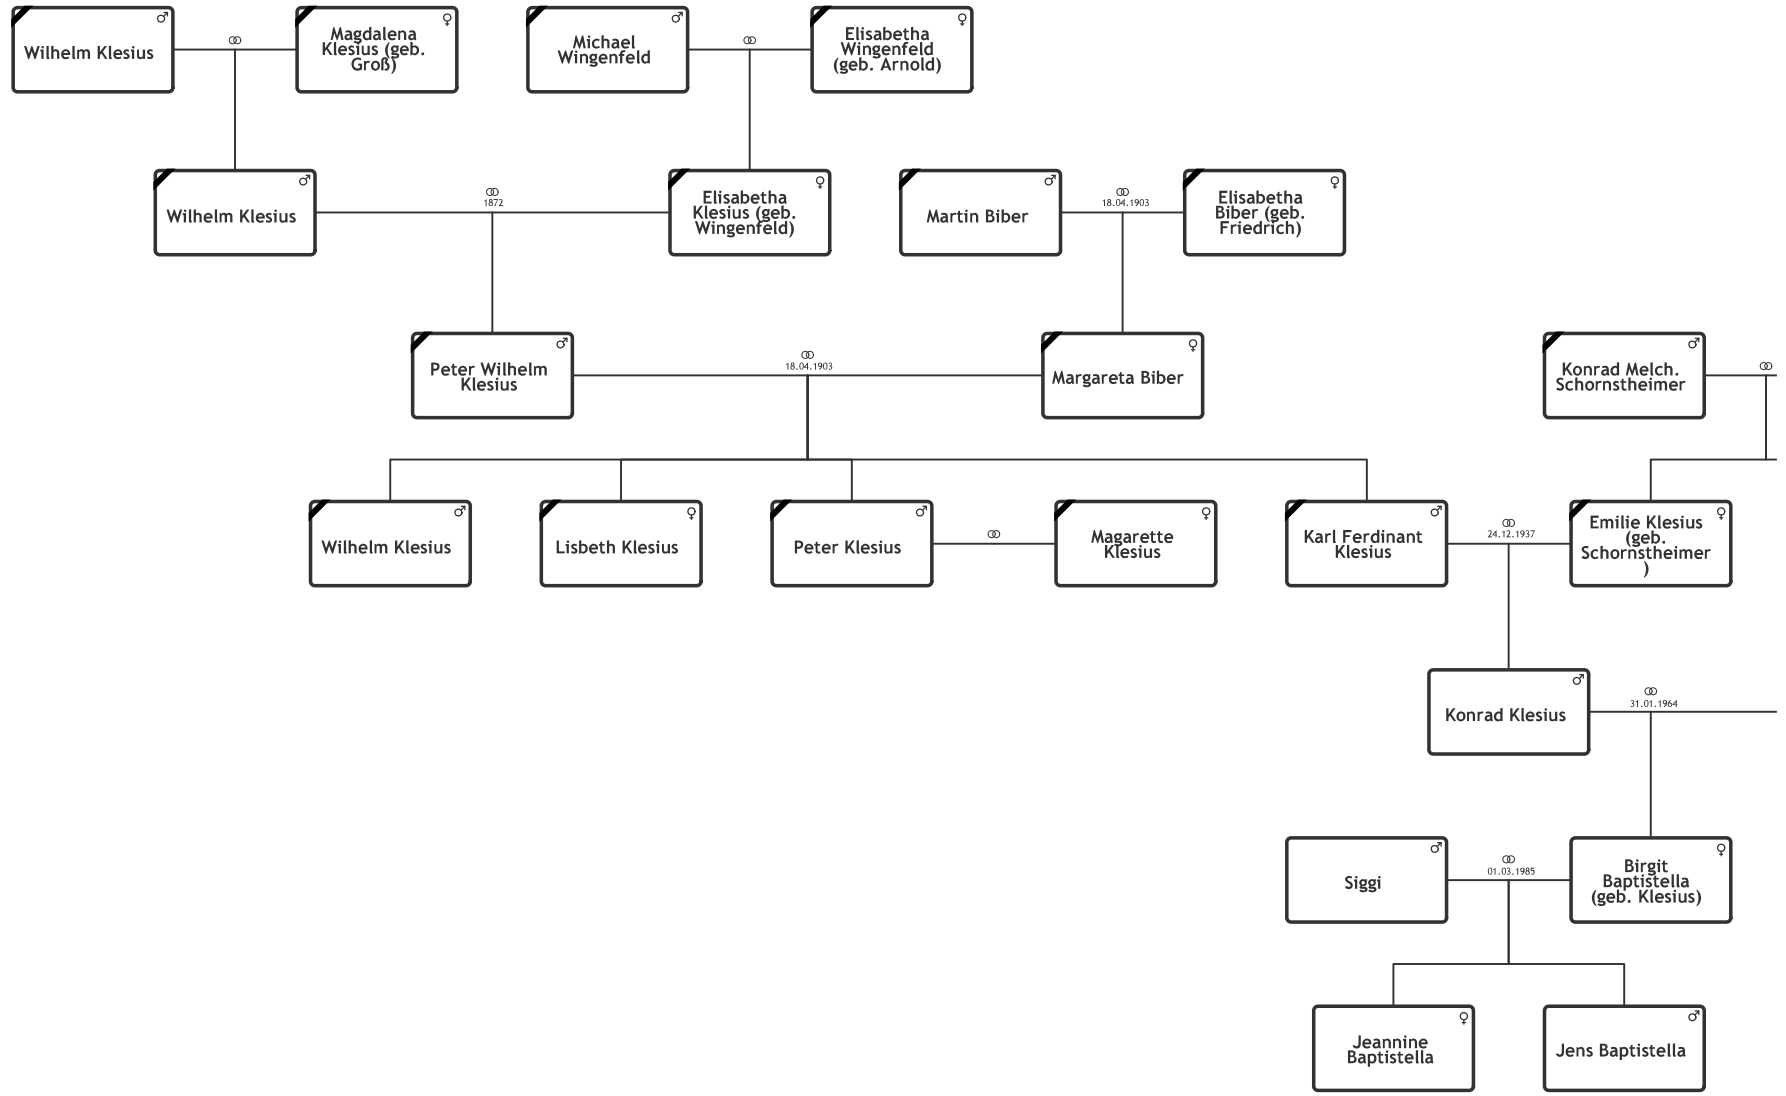 Wilhelm Klesius
Magdalena
Klesius (geb.
Groß)
Michael
Wingenfeld
Elisabetha
Wingenfeld
(geb. Arnold)
Wilhelm Klesius
1872
Elisabetha
Klesius (geb.
Wingenfeld)
Martin Biber
18.04.1903
Elisabetha
Biber (geb.
Friedrich)
Peter Wilhelm
Klesius
18.04.1903
Margareta Biber
Konrad Melch.
Schornstheimer
Wilhelm Klesius
Lisbeth Klesius
Peter Klesius
Magarette
Klesius
Karl Ferdinant
Klesius
24.12.1937
Emilie Klesius
(geb.
Schornstheimer
)
Konrad Klesius
31.01.1964
Siggi
01.03.1985
Birgit
Baptistella
(geb. Klesius)
Jeannine
Baptistella
Jens Baptistella